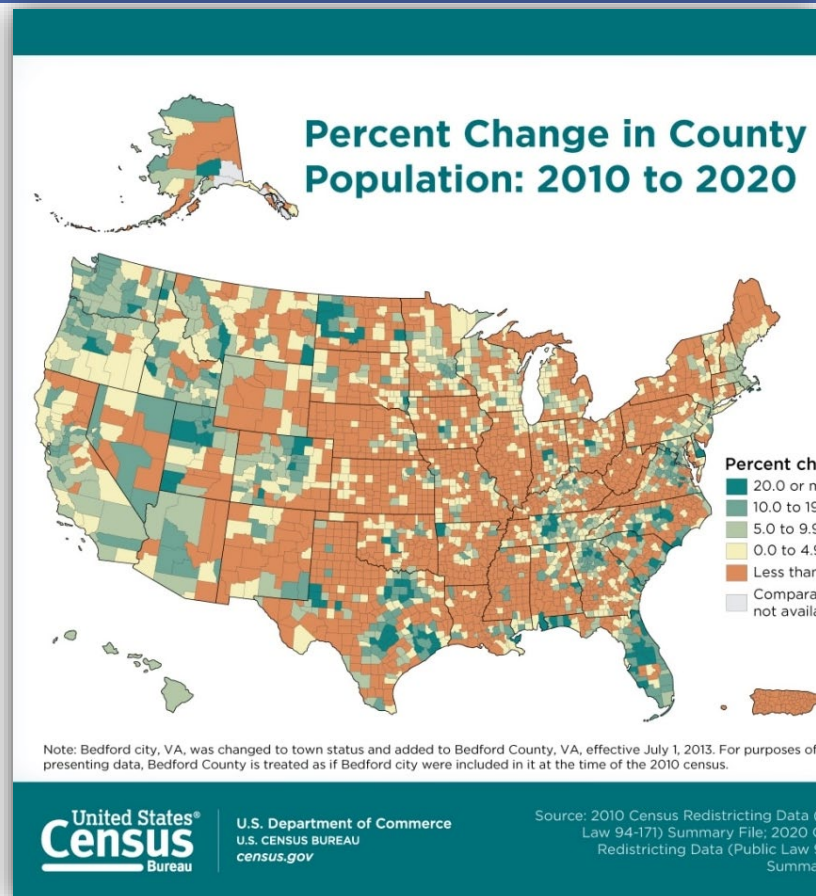 Percent Change in County
Population: 2010 to 2020
Percent ch
20.0 or
10.0 to 19
5.0 to 9.9
0.0 to 4.9
Less than
Compara
not availa
Note: Bedford city, VA, was changed to town status and added to Bedford County, VA, effective July 1, 2013. For purposes of
presenting data, Bedford County is treated as if Bedford city were included in it at the time of the 2010 census.
United States®
Census
Bureau
U.S. Department of Commerce
U.S. CENSUS BUREAU
census.gov
Source: 2010 Census Redistricting Data (
Law 94-171) Summary File; 2020
Redistricting Data (Public Law 9
Summa